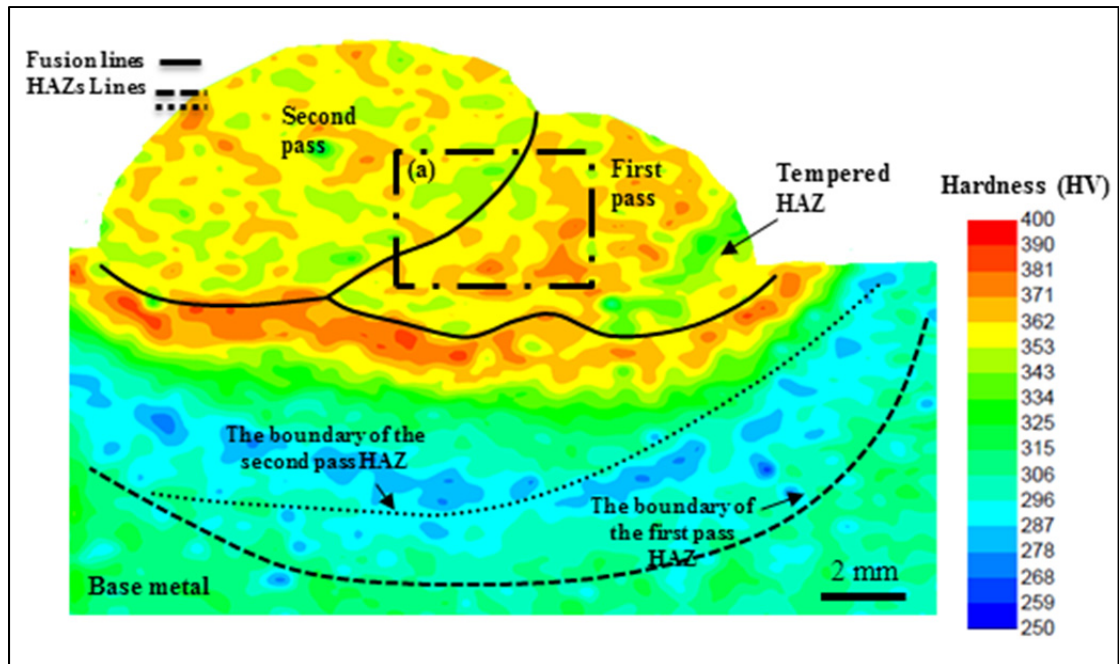 Fusion lines
HAZs Lines
Second
pass
(a)
First
pass
Tempered
HAZ
Hardness (HV)
400
390
381
371
362
353
343
334
325
315
306
296
287
278
268
259
250
The boundary of the
second pass HAZ
The boundary of
the first pass
HAZ
Base metal
2 mm